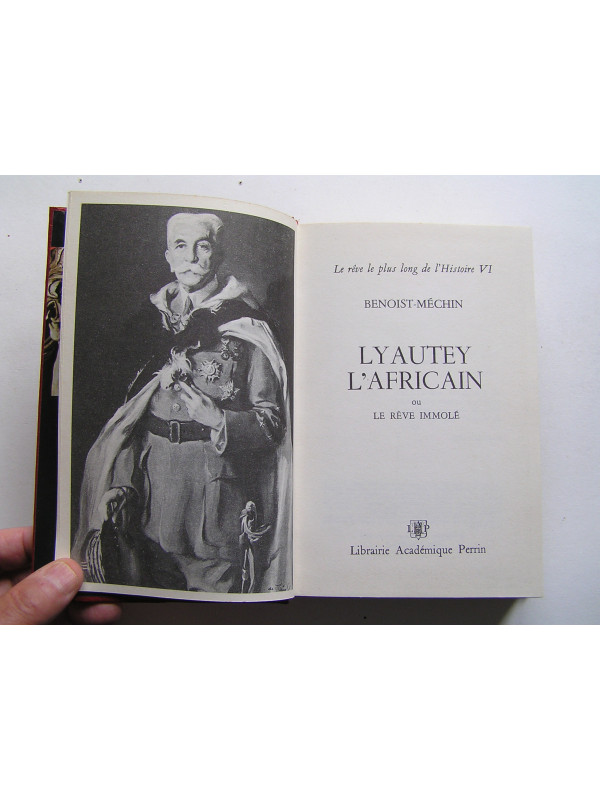 Le rêve le plus long de l'Histoire VI
BENOIST-MÉCHIN
LYAUTEY
L'AFRICAIN
ou
LE RÊVE IMMOLÉ
L P
Librairie Académique Perrin